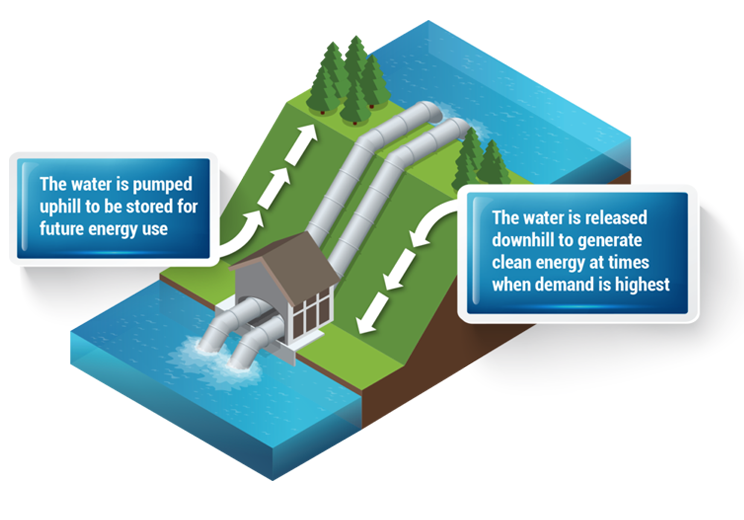 The water is pumped
uphill to be stored for
future energy use
The water is released
downhill to generate
clean energy at times
when demand is highest